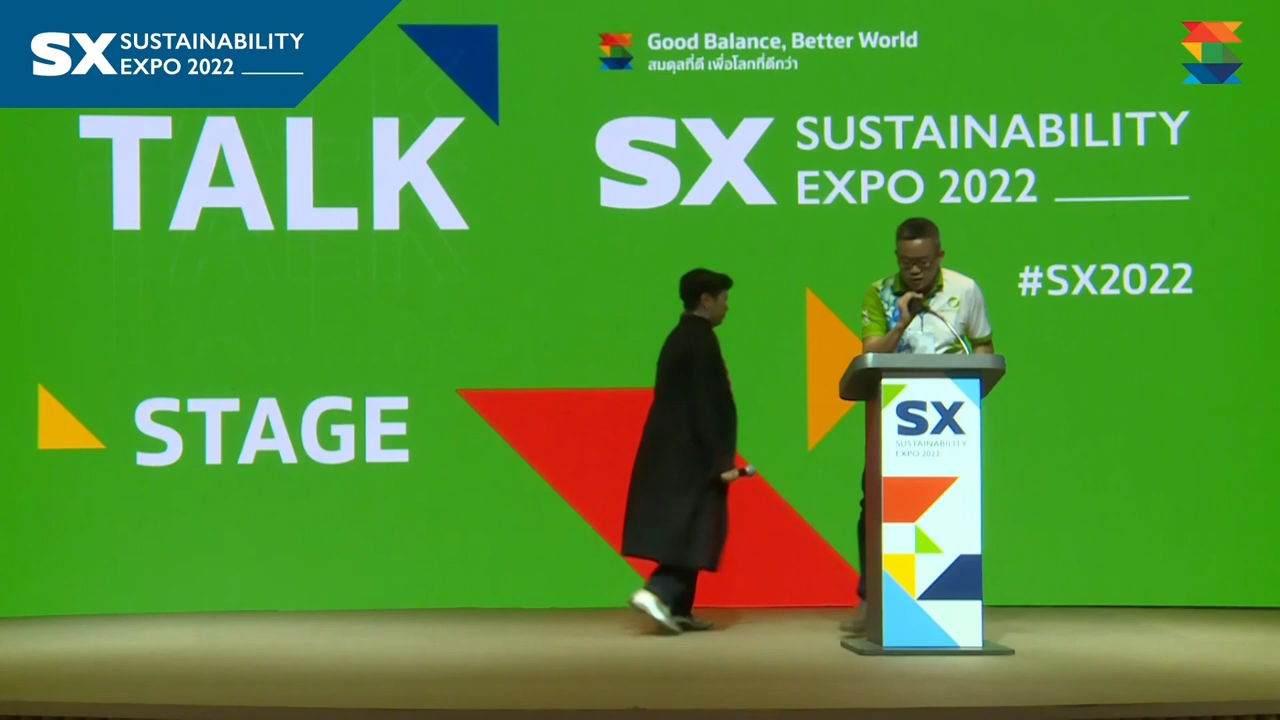 SX SUSTAINABILITY
EXPO 2022
Good Balance, Better World
สมดุลที่ดี เพื่อโลกที่ดีกว่า
TALK
SX SUSTAINABILITY
EXPO 2022
#SX2022
STAGE
SX
SUSTAINABILITY
EXPO 2022